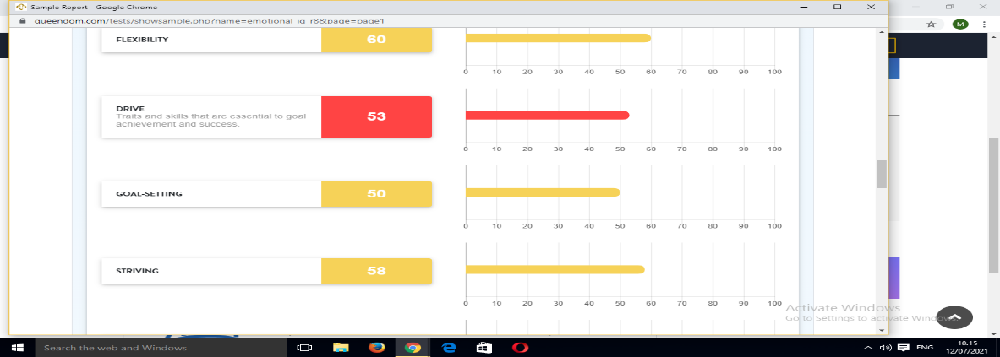 Sample Report - Google Chrome
queendom.com/tests/showsample.php?name=emotional_iq_r8&page=page1
M
FLEXIBILITY 60
0 10 20 30 40 50 60 70 80 90 100
DRIVE
Traits and skills that are essential to goal
achievement and success.
53
0 10 20 30 40 50 60 70 80 90 100
GOAL-SETTING 50
0 10 20 30 40 50 60 70 80 90 100
STRIVING 58
0 10 20 30 40 50 60 70 80 90 100
Activate Windows
Go to Settings to activate Windows.
Search the web and Windows
ENG
10:15
12/07/2021